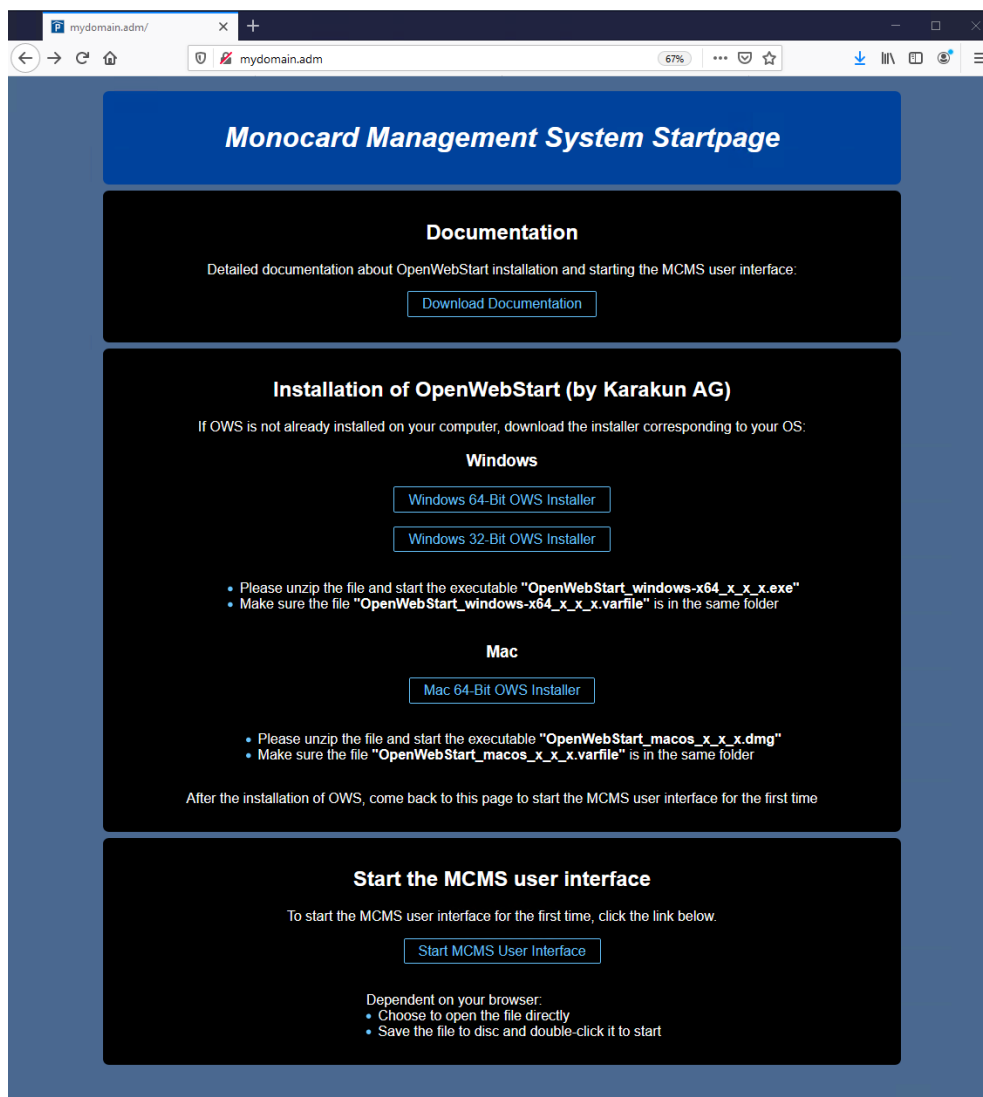 mydomain.adm/
mydomain.adm
67%
Monocard Management System Startpage
Documentation
Detailed documentation about OpenWebStart installation and starting the MCMS user interface:
Download Documentation
Installation of OpenWebStart (by Karakun AG)
If OWS is not already installed on your computer, download the installer corresponding to your OS:
Windows
Windows 64-Bit OWS Installer
Windows 32-Bit OWS Installer
• Please unzip the file and start the executable "OpenWebStart_windows-x64_x_x_x.exe"
• Make sure the file "OpenWebStart_windows-x64_x_x_x.varfile" is in the same folder
Mac
Mac 64-Bit OWS Installer
• Please unzip the file and start the executable "OpenWebStart_macos_x_x_x.dmg"
• Make sure the file "OpenWebStart_macos_x_x_x.varfile" is in the same folder
After the installation of OWS, come back to this page to start the MCMS user interface for the first time
Start the MCMS user interface
To start the MCMS user interface for the first time, click the link below.
Start MCMS User Interface
Dependent on your browser:
• Choose to open the file directly
• Save the file to disc and double-click it to start